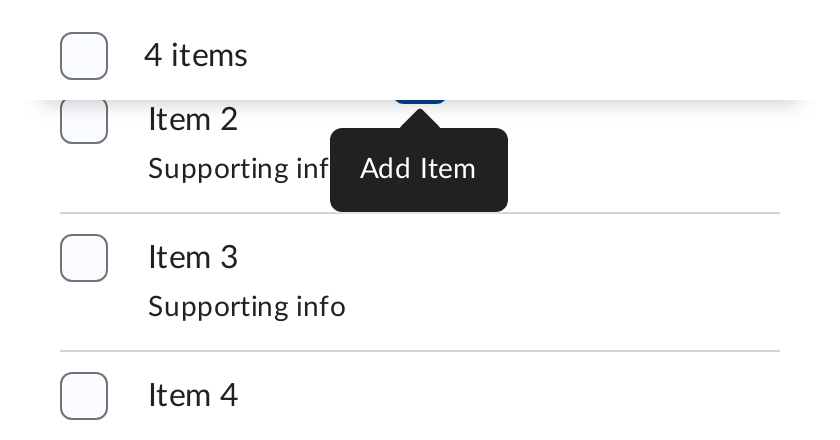 4 items
Item 2
Supporting inf
Add Item
Item 3
Supporting info
Item 4